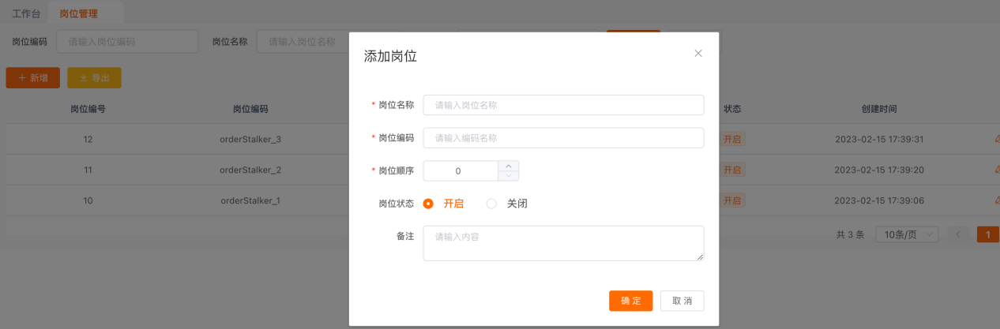 工作台 岗位管理
岗位编码 请输入岗位编码 岗位名称 请输入岗位名称
新增 导出
岗位编号 岗位编码 状态 创建时间
12 orderStalker_3 开启 2023-02-15 17:39:31
11 orderStalker_2 开启 2023-02-15 17:39:20
10 orderStalker_1 开启 2023-02-15 17:39:06
共 3 条 10条/页 1
添加岗位
* 岗位名称 请输入岗位名称
* 岗位编码 请输入编码名称
* 岗位顺序 0
岗位状态 开启 关闭
备注 请输入内容
确定 取消